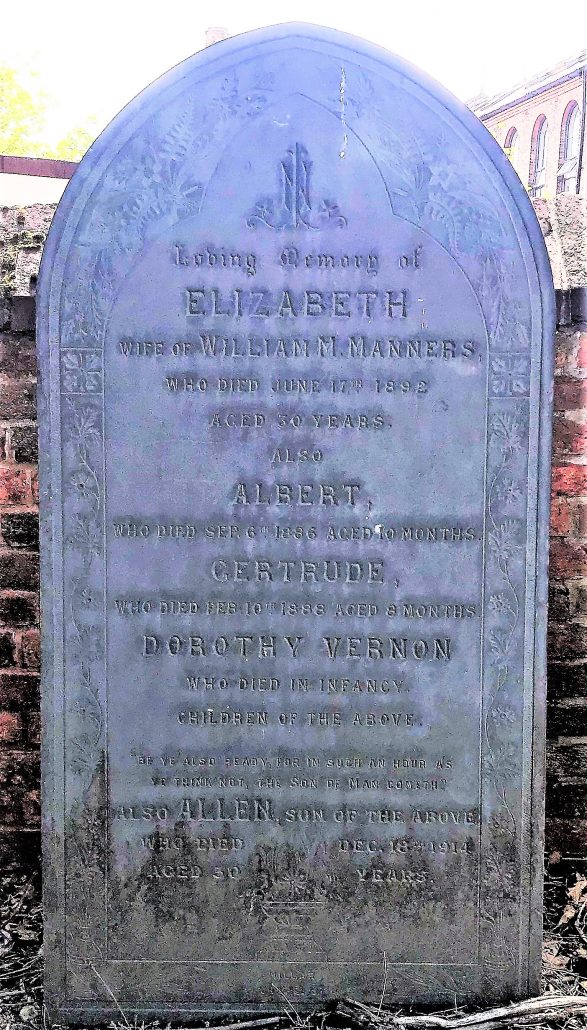 Loving Memory of
ELIZABETH
WIFE OF WILLIAM M. MANNERS,
WHO DIED JUNE 17TH 1892
AGED 30 YEARS.
ALSO
ALBERT,
WHO DIED SEP. 6TH 1886 AGED 10 MONTHS.
GERTRUDE,
WHO DIED FEB. 10TH 1888 AGED 8 MONTHS
DOROTHY VERNON
WHO DIED IN INFANCY.
CHILDREN OF THE ABOVE.
"BE YE ALSO READY, FOR IN SUCH AN HOUR AS
YE THINK NOT, THE SON OF MAN COMETH."
ALSO ALLEN, SON OF THE ABOVE
WHO DIED DEC. 18TH 1914
AGED 30 YEARS.